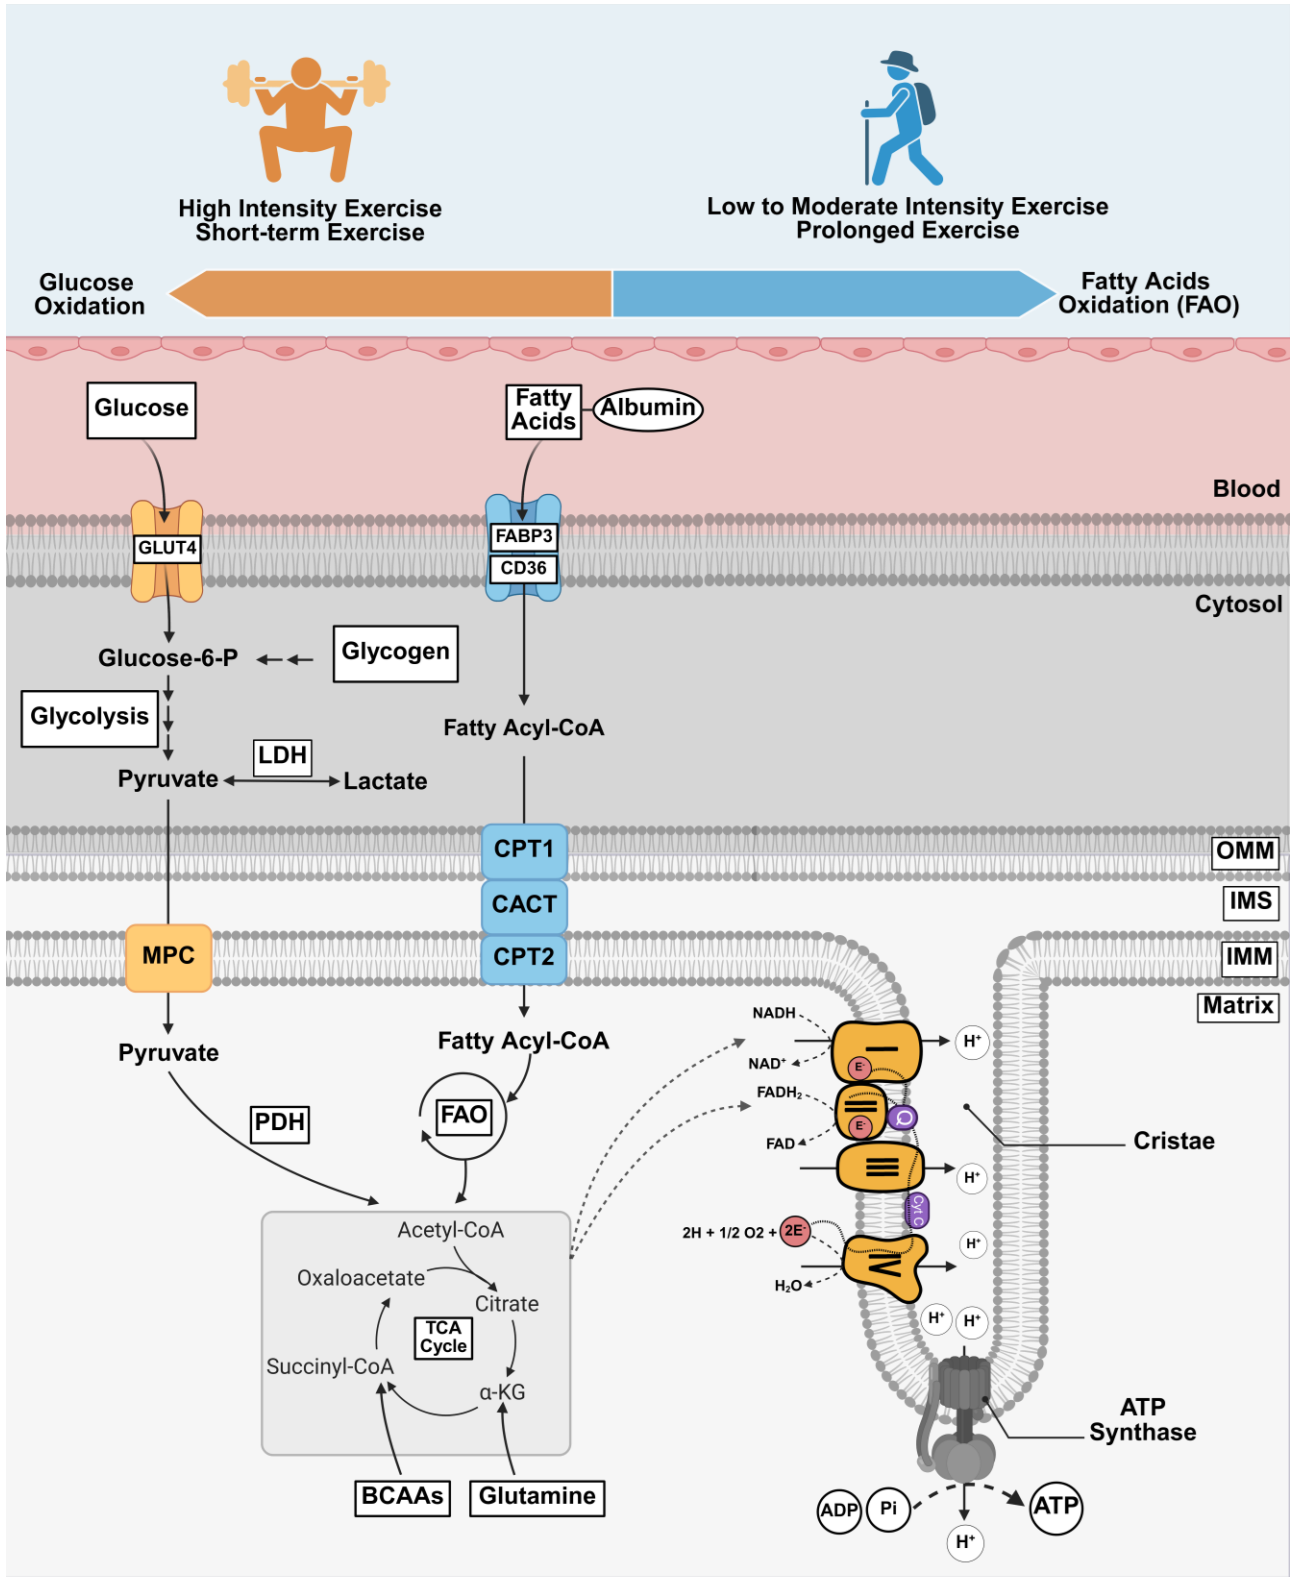 High Intensity Exercise
Short-term Exercise
Low to Moderate Intensity Exercise
Prolonged Exercise
Glucose
Oxidation
Fatty Acids
Oxidation (FAO)
Glucose
Fatty
Acids
Albumin
Blood
GLUT4
FABP3
CD36
Cytosol
Glucose-6-P
Glycogen
Glycolysis
Fatty Acyl-CoA
LDH
Pyruvate
Lactate
CPT1
OMM
CACT
IMS
MPC
CPT2
IMM
Matrix
Pyruvate
Fatty Acyl-CoA
NADH
I
H⁺
NAD⁺
E⁻
FADH₂
II
Q
E⁻
FAD
PDH
FAO
Cristae
III
H⁺
Cyt C
Acetyl-CoA
2H + 1/2 O2 +
2E⁻
H⁺
IV
H₂O
Oxaloacetate
Citrate
TCA
Cycle
H⁺
H⁺
Succinyl-CoA
α-KG
ATP
Synthase
BCAAs
Glutamine
ADP
Pi
ATP
H⁺